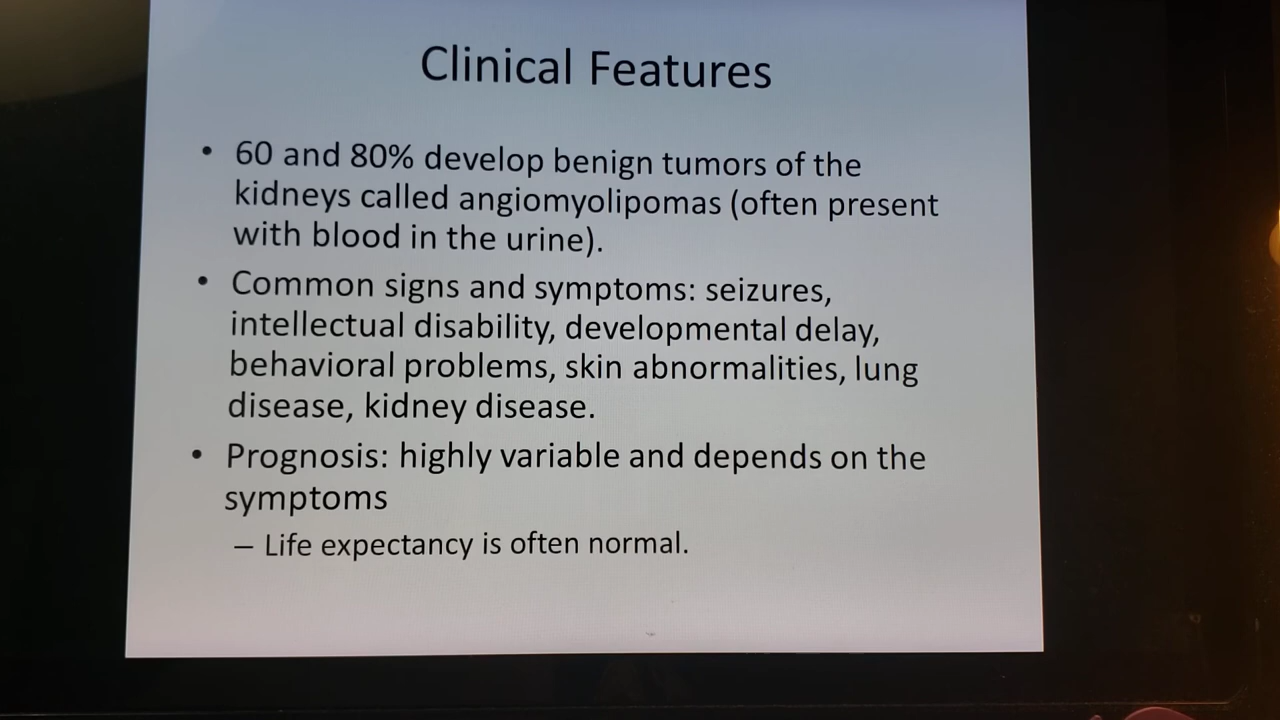 Clinical Features
• 60 and 80% develop benign tumors of the
kidneys called angiomyolipomas (often present
with blood in the urine).
• Common signs and symptoms: seizures,
intellectual disability, developmental delay,
behavioral problems, skin abnormalities, lung
disease, kidney disease.
• Prognosis: highly variable and depends on the
symptoms
– Life expectancy is often normal.